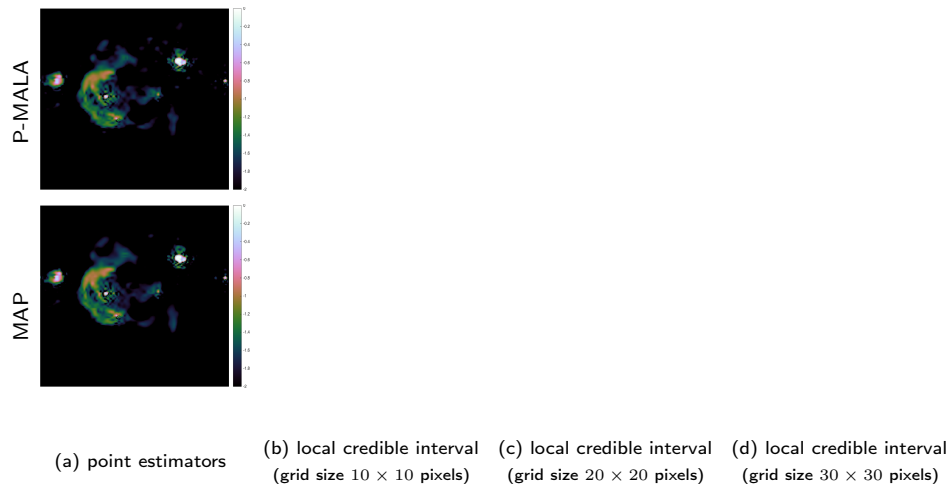 P-MALA
MAP
(a) point estimators
(b) local credible interval
(grid size 10 × 10 pixels)
(c) local credible interval
(grid size 20 × 20 pixels)
(d) local credible interval
(grid size 30 × 30 pixels)